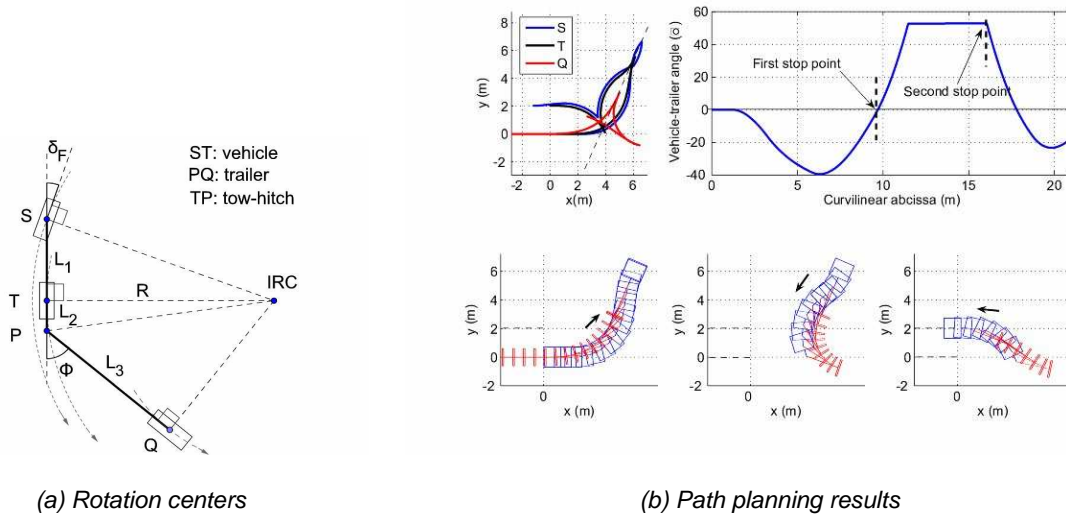 δF
ST: vehicle
PQ: trailer
TP: tow-hitch
S
L1
T
R
IRC
L2
P
Φ
L3
Q
(a) Rotation centers
8
6
4
2
0
-2
y (m)
S
T
Q
-2 0 2 4 6
x(m)
60
40
20
0
-20
-40
Vehicle-trailer angle (o)
First stop point
Second stop point
0 5 10 15 20
Curvilinear abcissa (m)
6
4
2
0
-2
y (m)
0
x (m)
6
4
2
0
-2
y (m)
0
x (m)
6
4
2
0
-2
y (m)
0
x (m)
(b) Path planning results